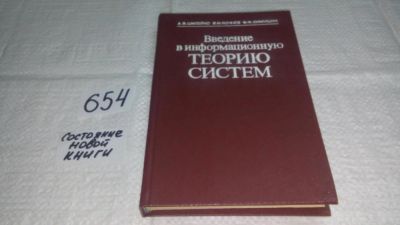 654
состояние
новой
книги
Введение
в информационную
ТЕОРИЮ
СИСТЕМ